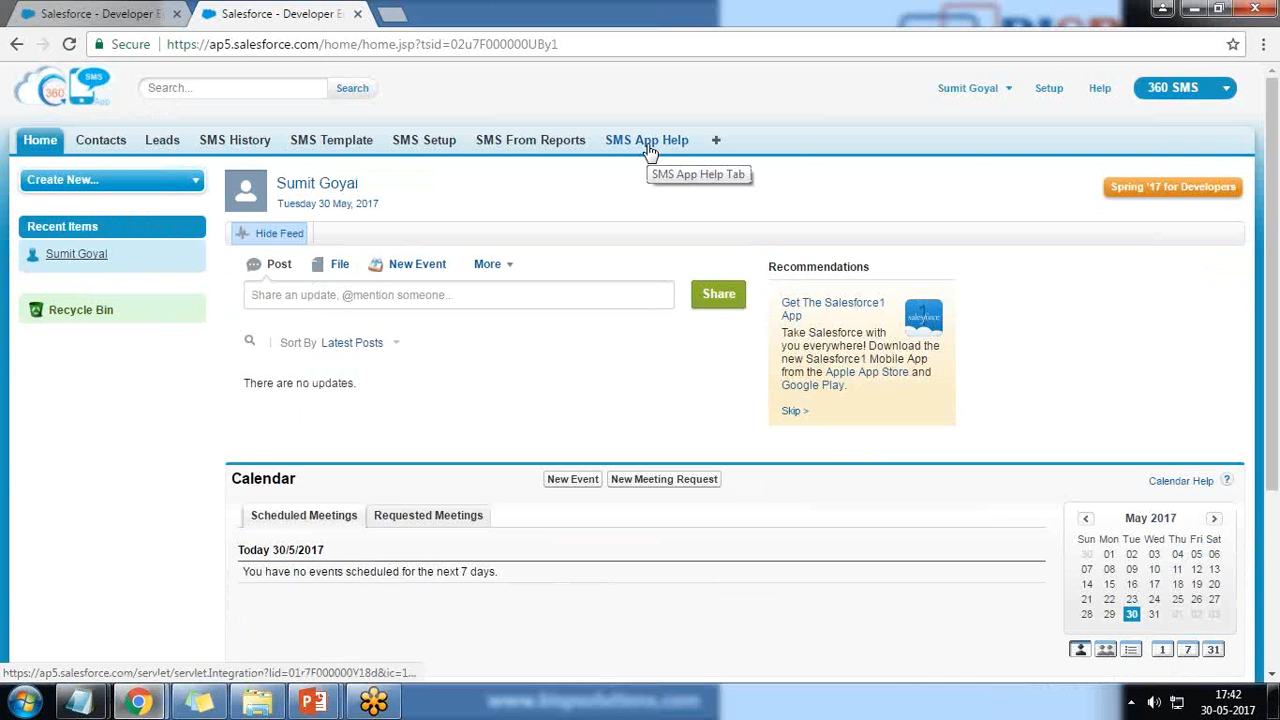 Salesforce - Developer E
Salesforce - Developer E
Secure
https://ap5.salesforce.com/home/home.jsp?tsid=02u7F000000UBy1
360
SMS
App
Search...
Search
Sumit Goyal
Setup
Help
360 SMS
Home
Contacts
Leads
SMS History
SMS Template
SMS Setup
SMS From Reports
SMS App Help
+
SMS App Help Tab
Create New...
Sumit Goyal
Tuesday 30 May, 2017
Spring '17 for Developers
Recent Items
Sumit Goyal
Recycle Bin
Hide Feed
Post
File
New Event
More
Share an update, @mention someone...
Share
Sort By Latest Posts
There are no updates.
Recommendations
Get The Salesforce1
App
Take Salesforce with
you everywhere! Download the
new Salesforce1 Mobile App
from the Apple App Store and
Google Play.
Skip >
salesforce
Calendar
New Event
New Meeting Request
Calendar Help ?
Scheduled Meetings
Requested Meetings
Today 30/5/2017
You have no events scheduled for the next 7 days.
May 2017
Sun Mon Tue Wed Thu Fri Sat
30 01 02 03 04 05 06
07 08 09 10 11 12 13
14 15 16 17 18 19 20
21 22 23 24 25 26 27
28 29 30 31 01 02 03
1 7 31
https://ap5.salesforce.com/servlet/servlet.Integration?lid=01r7F000000Y18d&ic=1...
17:42
30-05-2017